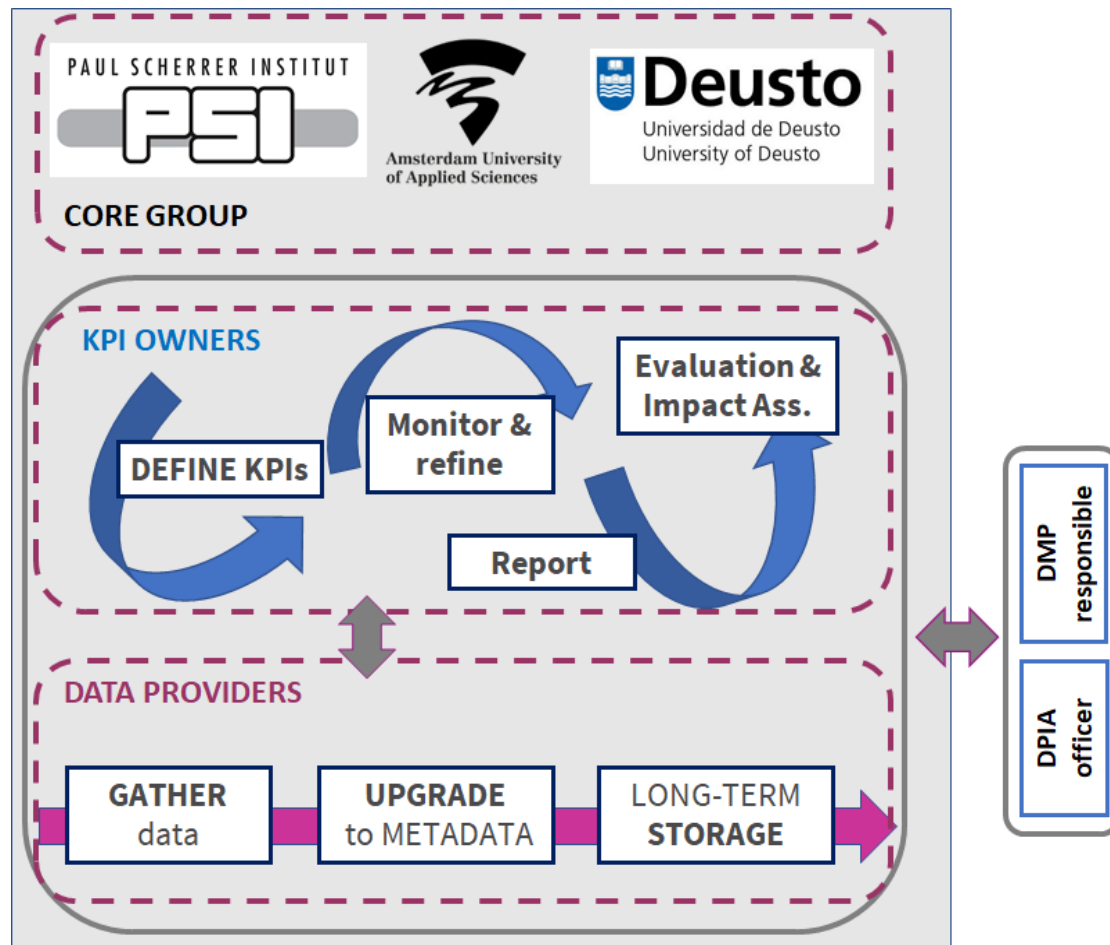 PAUL SCHERRER INSTITUT
PSI
Amsterdam University
of Applied Sciences
Deusto
Universidad de Deusto
University of Deusto
CORE GROUP
KPI OWNERS
DEFINE KPIs
Monitor &
refine
Evaluation &
Impact Ass.
Report
DATA PROVIDERS
GATHER
data
UPGRADE
to METADATA
LONG-TERM
STORAGE
DMP
responsible
DPIA
officer